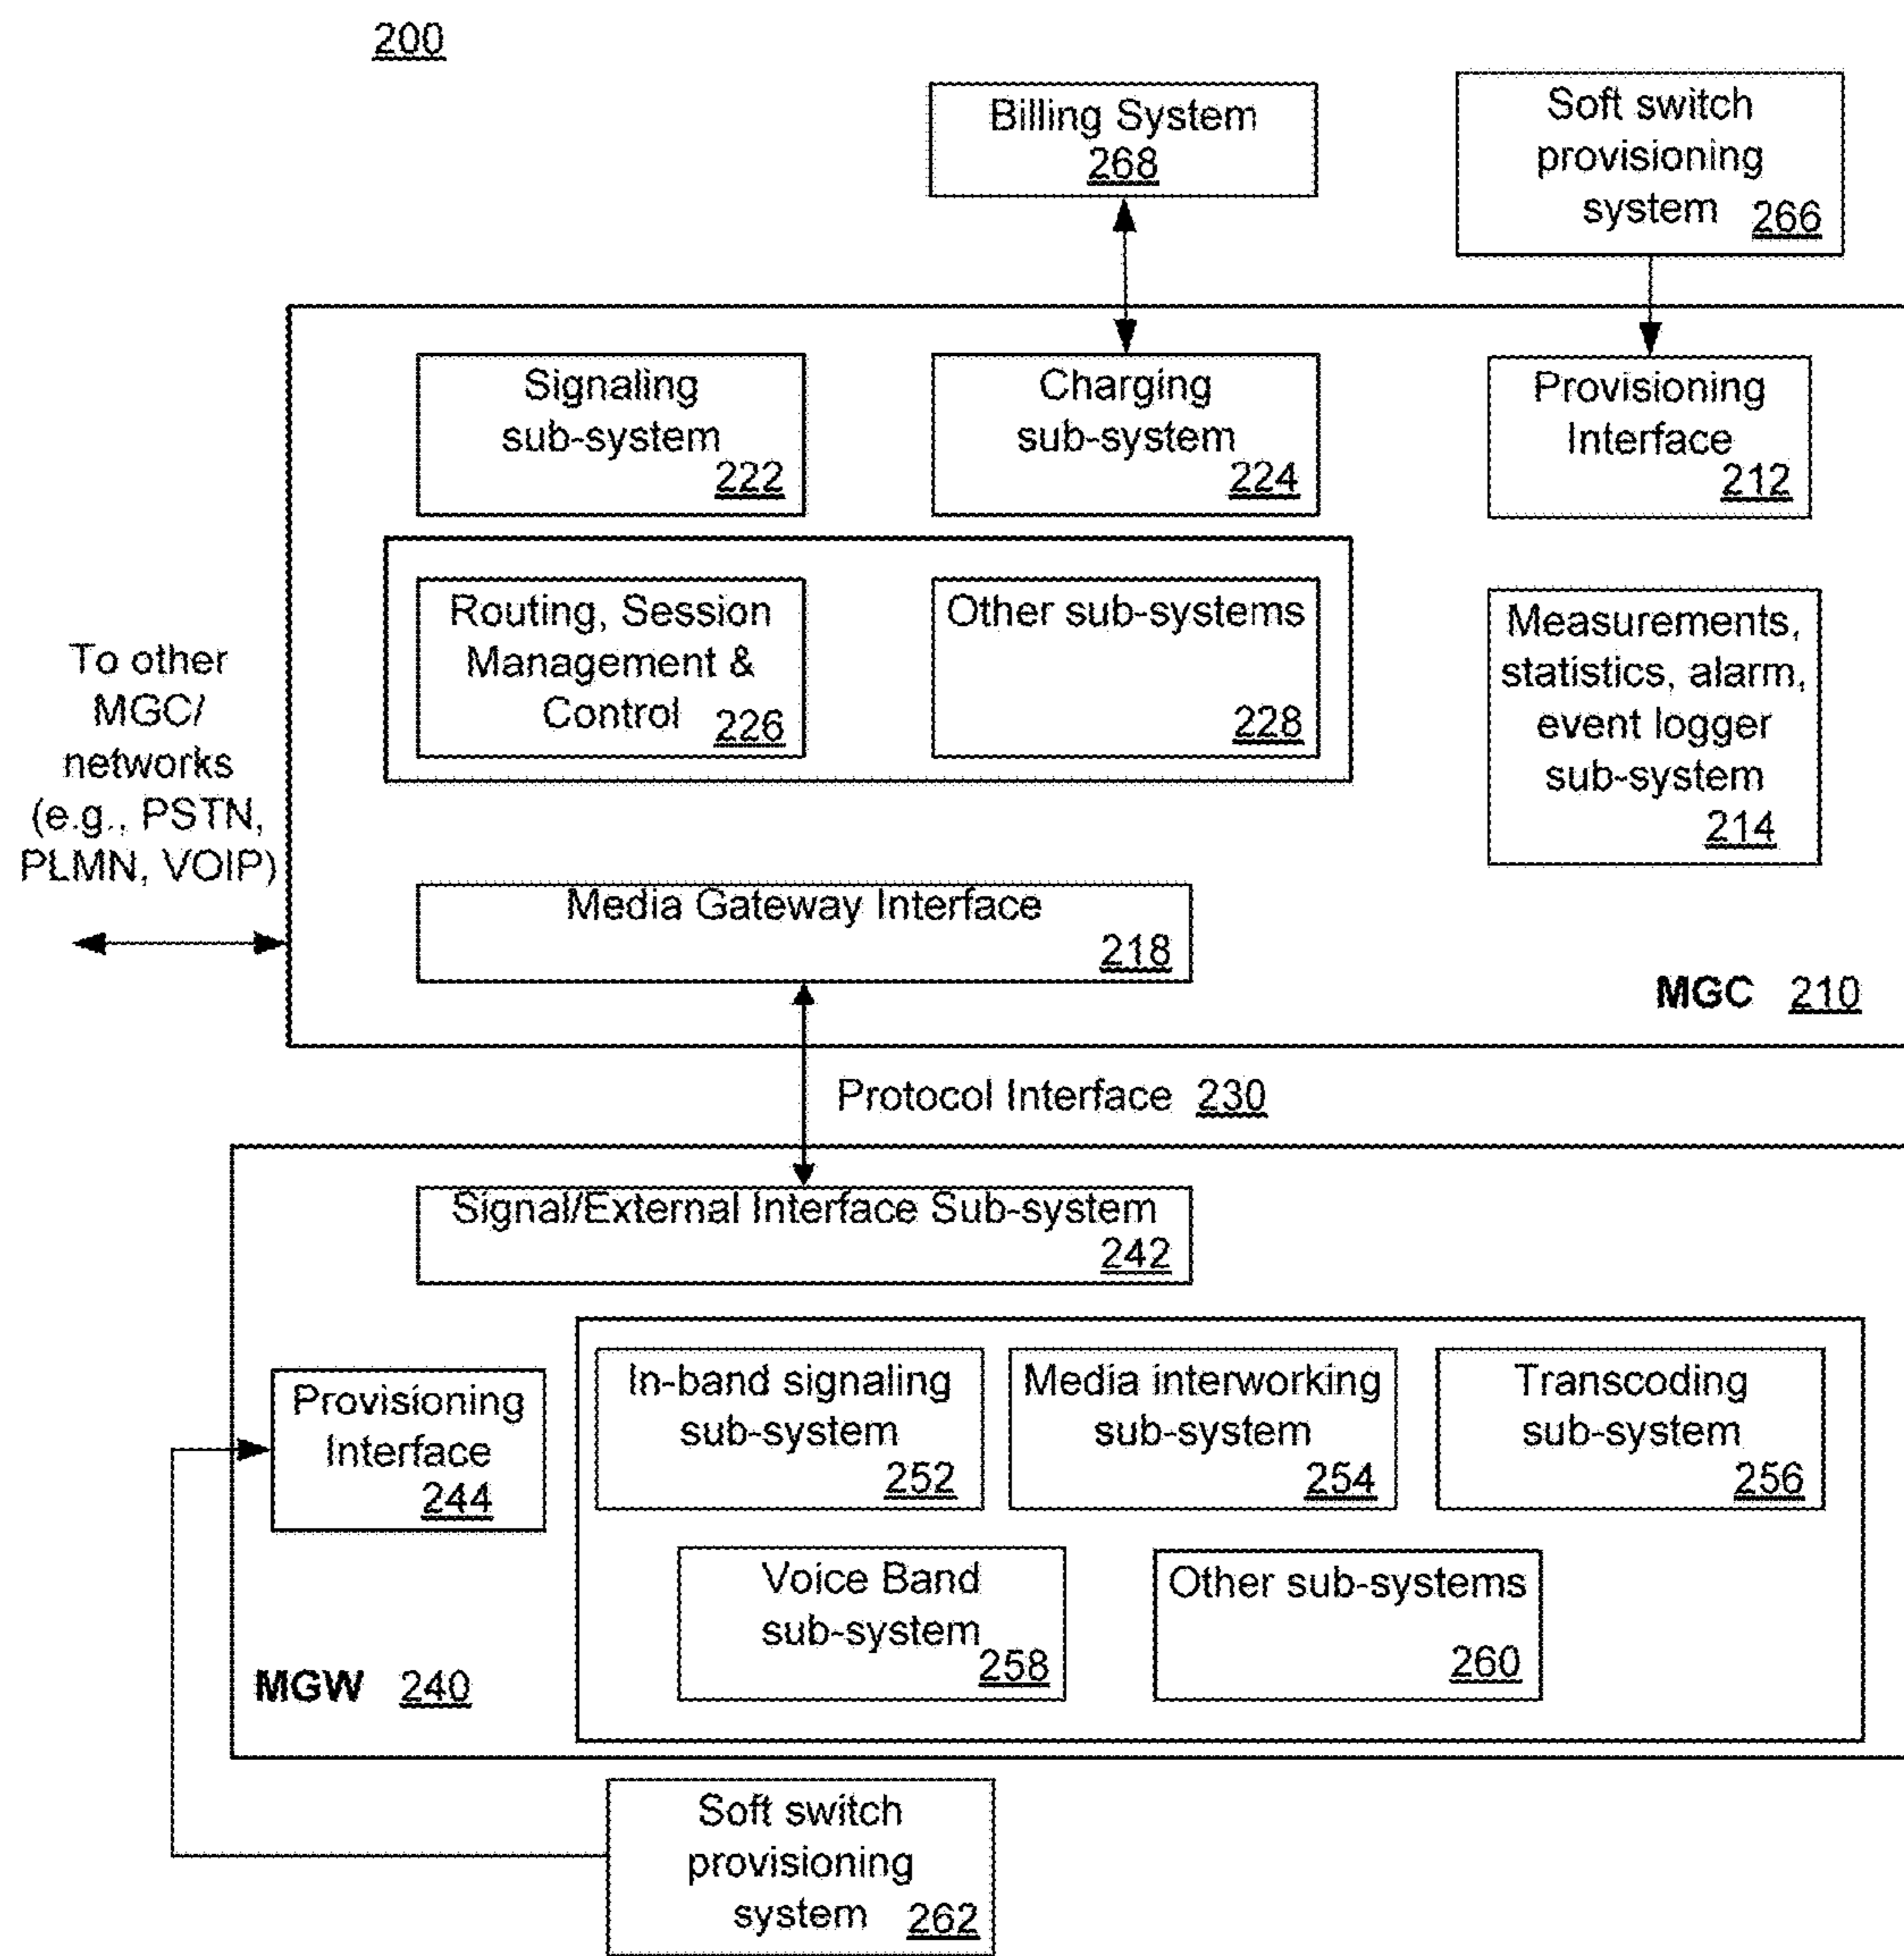 200
Billing System
268
Soft switch
provisioning
system 266
Signaling
sub-system
222
Charging
sub-system
224
Provisioning
Interface
212
Routing, Session
Management &
Control 226
Other sub-systems
228
Measurements,
statistics, alarm,
event logger
sub-system
214
To other
MGC/
networks
(e.g., PSTN,
PLMN, VOIP)
Media Gateway Interface
218
MGC 210
Protocol Interface 230
Signal/External Interface Sub-system
242
Provisioning
Interface
244
In-band signaling
sub-system
252
Media interworking
sub-system
254
Transcoding
sub-system
256
Voice Band
sub-system
258
Other sub-systems
260
MGW 240
Soft switch
provisioning
system 262